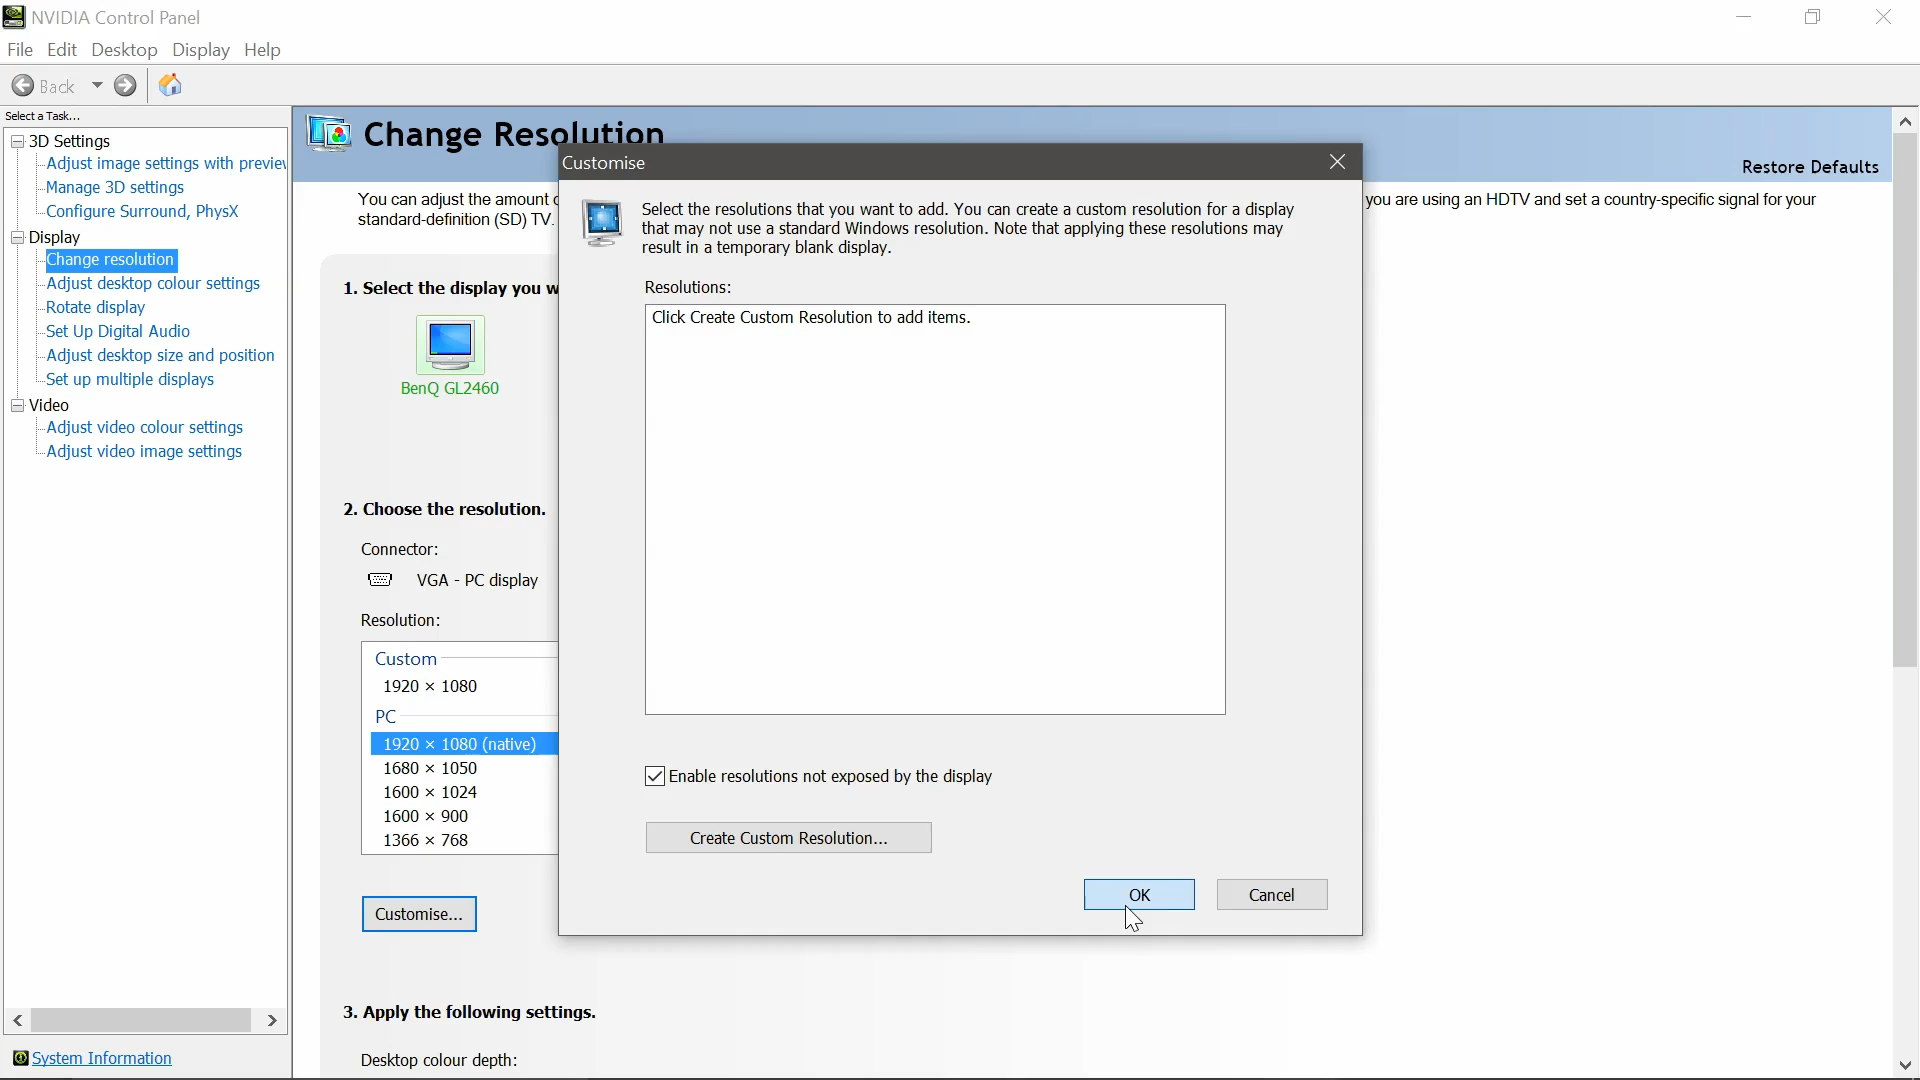 NVIDIA Control Panel
File Edit Desktop Display Help
Back
Select a Task...
3D Settings
Adjust image settings with preview
Manage 3D settings
Configure Surround, PhysX
Display
Change resolution
Adjust desktop colour settings
Rotate display
Set Up Digital Audio
Adjust desktop size and position
Set up multiple displays
Video
Adjust video colour settings
Adjust video image settings
System Information
Change Resolution
Restore Defaults
You can adjust the amount
you are using an HDTV and set a country-specific signal for your
standard-definition (SD) TV.
1. Select the display you
BenQ GL2460
2. Choose the resolution.
Connector:
VGA - PC display
Resolution:
Custom
1920 × 1080
PC
1920 × 1080 (native)
1680 × 1050
1600 × 1024
1600 × 900
1366 × 768
Customise...
3. Apply the following settings.
Desktop colour depth:
Customise
Select the resolutions that you want to add. You can create a custom resolution for a display
that may not use a standard Windows resolution. Note that applying these resolutions may
result in a temporary blank display.
Resolutions:
Click Create Custom Resolution to add items.
Enable resolutions not exposed by the display
Create Custom Resolution...
OK
Cancel